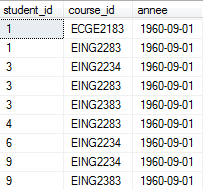 student_id course_id annee
1 ECGE2183 1960-09-01
1 EING2283 1960-09-01
3 EING2234 1960-09-01
3 EING2283 1960-09-01
3 EING2383 1960-09-01
4 EING2283 1960-09-01
6 EING2234 1960-09-01
9 EING2234 1960-09-01
9 EING2383 1960-09-01